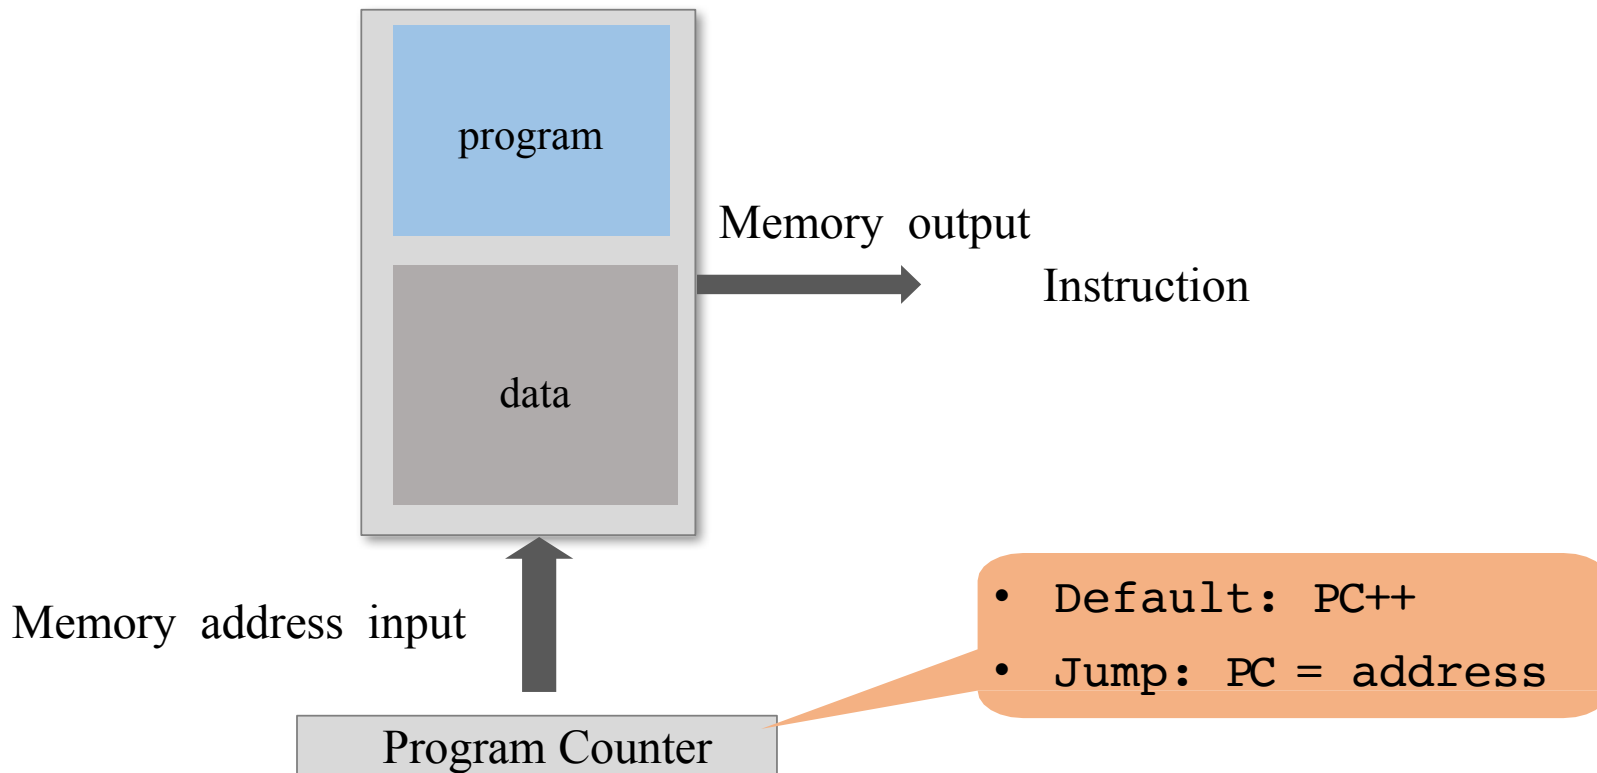 program
Memory output
Instruction
data
Memory address input
• Default: PC++
• Jump: PC = address
Program Counter